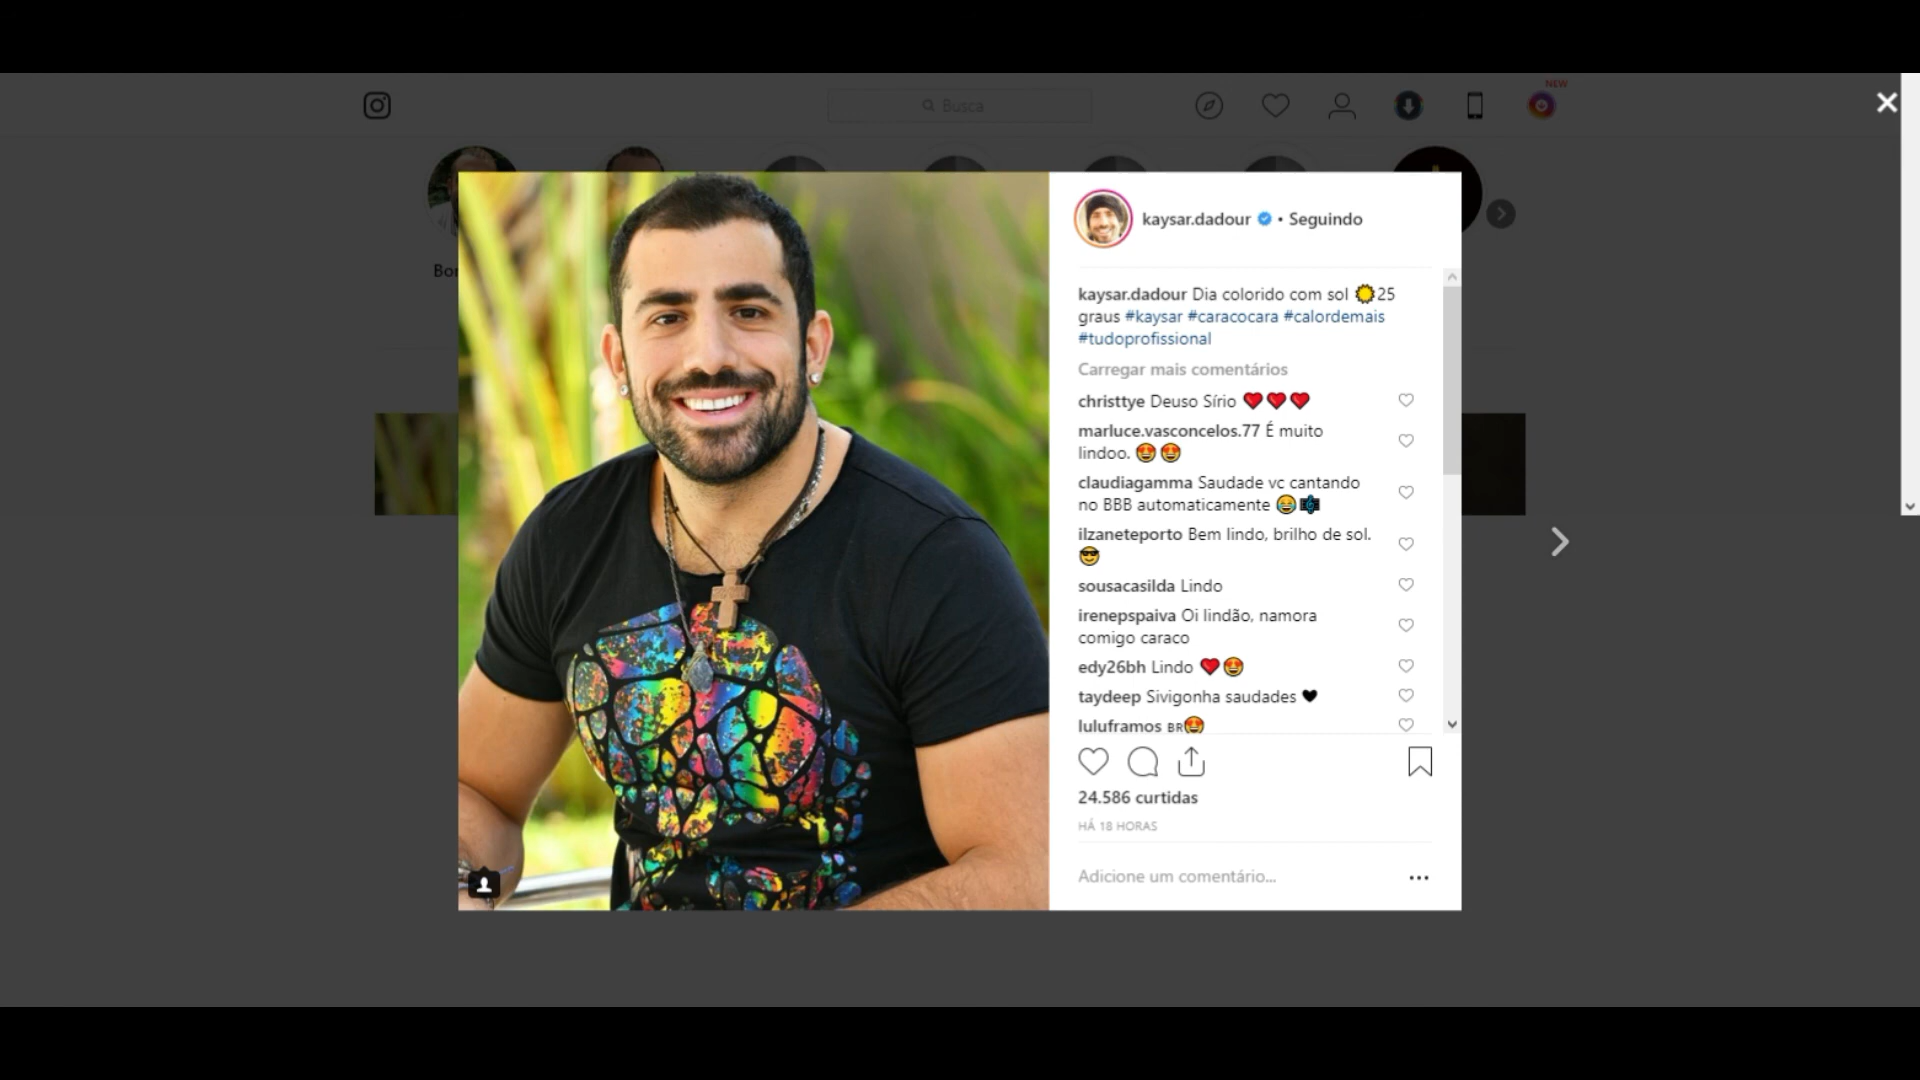 NEW
Busca
Bor
kaysar.dadour • Seguindo
kaysar.dadour Dia colorido com sol 🌞25
graus #kaysar #caracocara #calordemais
#tudoprofissional
Carregar mais comentários
christtye Deuso Sírio ❤️❤️❤️
marluce.vasconcelos.77 É muito
lindoo. 😍😍
claudiagamma Saudade vc cantando
no BBB automaticamente 😂🎼
ilzaneteporto Bem lindo, brilho de sol.
😎
sousacasilda Lindo
irenepspaiva Oi lindão, namora
comigo caraco
edy26bh Lindo ❤️😍
taydeep Sivigonha saudades 🖤
luluframos BR😍
24.586 curtidas
HÁ 18 HORAS
Adicione um comentário...